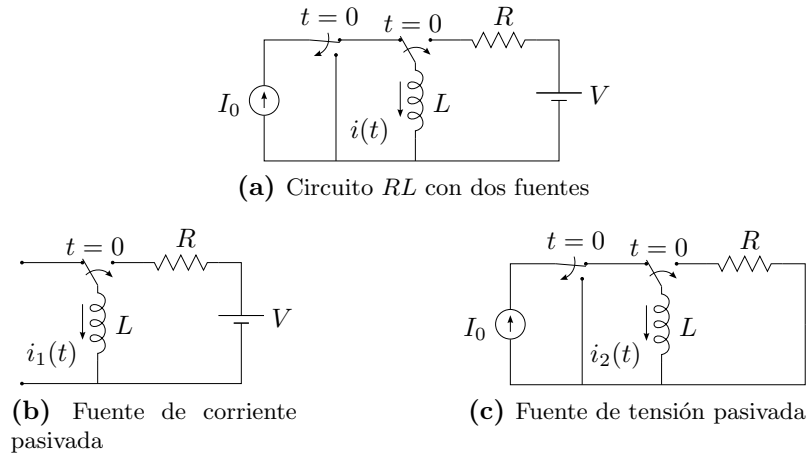 t = 0
t = 0
R
I₀
i(t)
L
V
(a) Circuito RL con dos fuentes
t = 0
R
i₁(t)
L
V
(b) Fuente de corriente
pasivada
t = 0
t = 0
R
I₀
i₂(t)
L
(c) Fuente de tensión pasivada